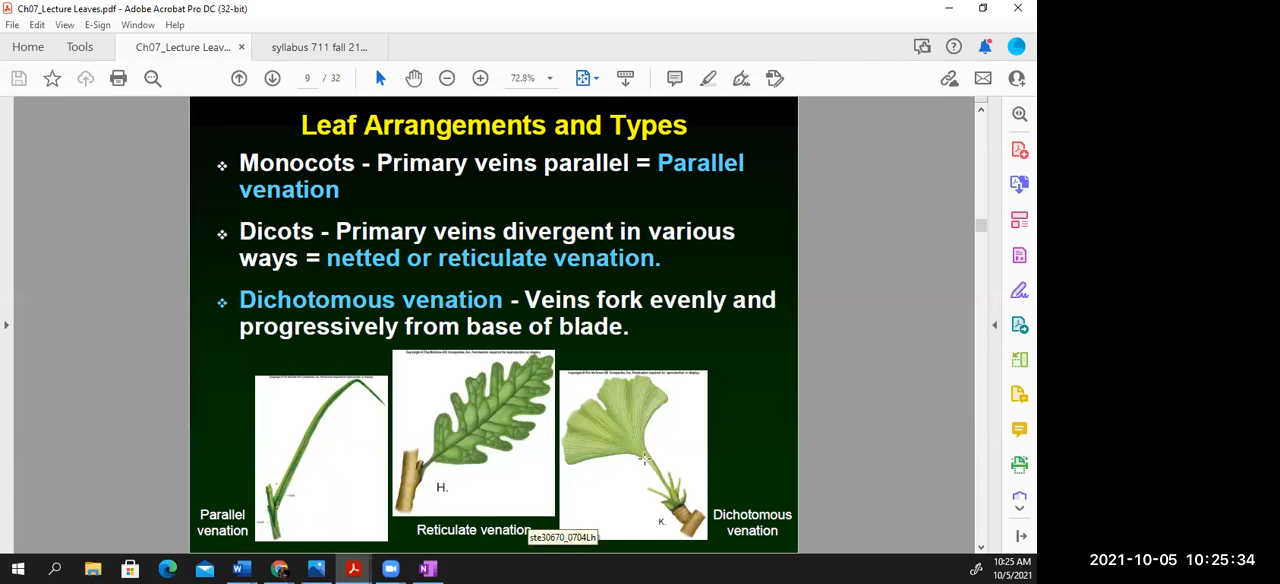 Ch07_Lecture Leaves.pdf - Adobe Acrobat Pro DC (32-bit)
File Edit View E-Sign Window Help
Home Tools Ch07_Lecture Leav... × syllabus 711 fall 21...
9 / 32 72.8%
Leaf Arrangements and Types
❖ Monocots - Primary veins parallel = Parallel
venation
❖ Dicots - Primary veins divergent in various
ways = netted or reticulate venation.
❖ Dichotomous venation - Veins fork evenly and
progressively from base of blade.
H.
K.
Parallel
venation
Reticulate venation
ste30670_0704Lh
Dichotomous
venation
10:25 AM
10/5/2021
2021-10-05 10:25:34